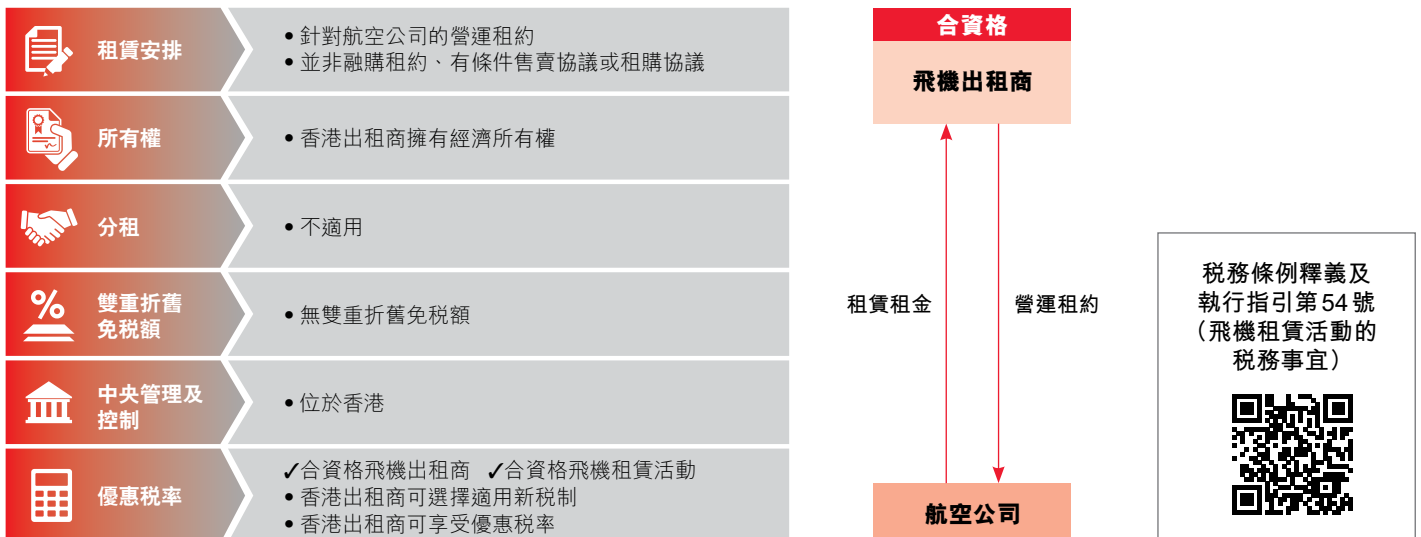 租賃安排
•針對航空公司的營運租約
•並非融購租約、有條件售賣協議或租購協議
所有權
•香港出租商擁有經濟所有權
分租
•不適用
雙重折舊
免稅額
•無雙重折舊免稅額
中央管理及
控制
•位於香港
優惠稅率
✓合資格飛機出租商 ✓合資格飛機租賃活動
•香港出租商可選擇適用新稅制
•香港出租商可享受優惠稅率
合資格
飛機出租商
租賃租金
營運租約
航空公司
稅務條例釋義及
執行指引第54號
（飛機租賃活動的
稅務事宜）